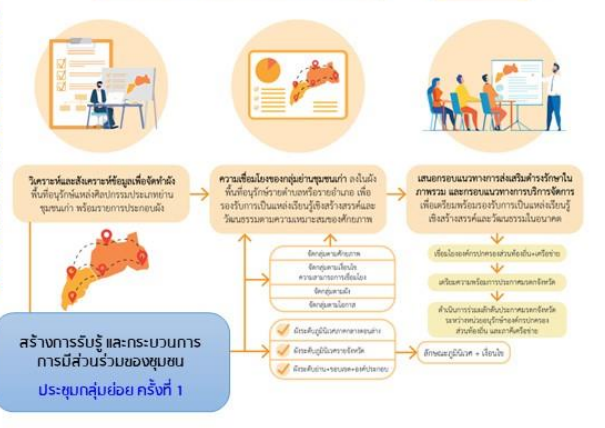 วิเคราะห์และสังเคราะห์ข้อมูลเพื่อจัดทำผัง
พื้นที่อนุรักษ์แหล่งศิลปกรรมประเภทย่าน
ชุมชนเก่า พร้อมรายการประกอบผัง
ความเชื่อมโยงของกลุ่มย่านชุมชนเก่า ลงในผัง
พื้นที่อนุรักษ์รายตำบลหรือรายอำเภอ เพื่อ
รองรับการเป็นแหล่งเรียนรู้เชิงสร้างสรรค์และ
วัฒนธรรมตามความเหมาะสมของศักยภาพ
เสนอกรอบแนวทางการส่งเสริมดำรงรักษาใน
ภาพรวม และกรอบแนวทางการบริหารจัดการ
เพื่อเตรียมพร้อมรองรับการเป็นแหล่งเรียนรู้
เชิงสร้างสรรค์และวัฒนธรรมในอนาคต
จัดกลุ่มตามศักยภาพ
จัดกลุ่มตามเงื่อนไข
ความสามารถการเชื่อมโยง
จัดกลุ่มตามผัง
จัดกลุ่มตามโอกาส
ผังระดับภูมินิเวศภาคกลางตอนล่าง
ผังระดับภูมินิเวศรายจังหวัด
ผังระดับย่าน+ขอบเขต+องค์ประกอบ
เชื่อมโยงองค์กรปกครองส่วนท้องถิ่น+เครือข่าย
เตรียมความพร้อมการประกาศมรดกจังหวัด
ดำเนินการร่วมผลักดันประกาศมรดกจังหวัด
ระหว่างหน่วยอนุรักษ์องค์กรปกครอง
ส่วนท้องถิ่น และภาคีเครือข่าย
ลักษณะภูมินิเวศ + เงื่อนไข
สร้างการรับรู้ และกระบวนการ
การมีส่วนร่วมของชุมชน
ประชุมกลุ่มย่อย ครั้งที่ 1